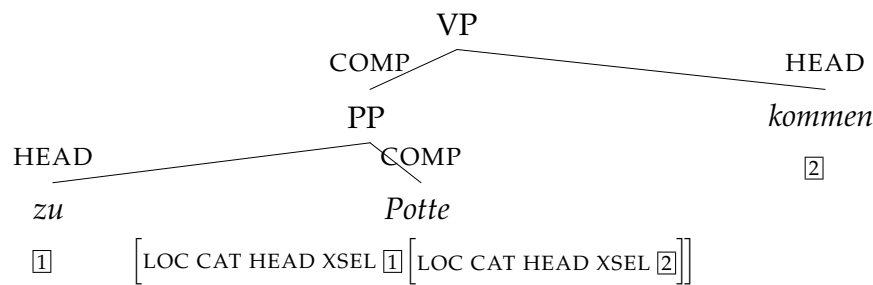 VP
COMP HEAD
PP kommen
HEAD COMP 2
zu Potte
1 [LOC CAT HEAD XSEL 1[LOC CAT HEAD XSEL 2]]